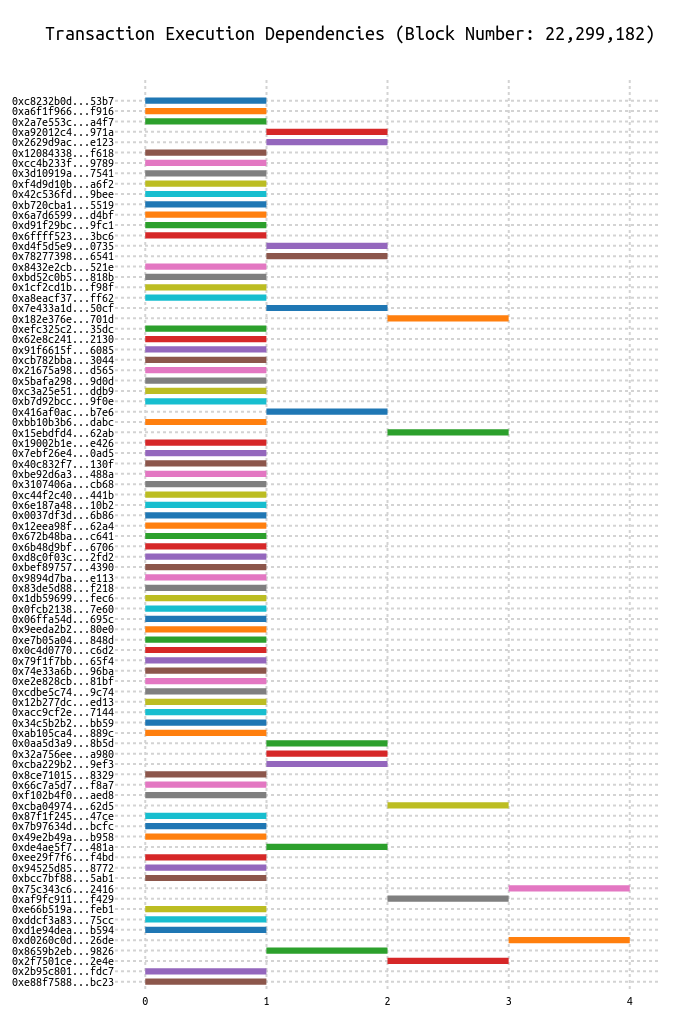 Transaction Execution Dependencies (Block Number: 22,299,182)
0xc8232b0d...53b7
0xa6f1f966...f916
0x2a7e553c...a4f7
0xa92012c4...971a
0x2629d9ac...e123
0x12084338...f618
0xcc4b233f...9789
0x3d10919a...7541
0xf4d9d10b...a6f2
0x42c536fd...9bee
0xb720cba1...5519
0x6a7d6599...d4bf
0xd91f29bc...9fc1
0x6ffff523...3bc6
0xd4f5d5e9...0735
0x78277398...6541
0x8432e2cb...521e
0xbd52c0b5...818b
0x1cf2cd1b...f98f
0xa8eacf37...ff62
0x7e433a1d...50cf
0x182e376e...701d
0xefc325c2...35dc
0x62e8c241...2130
0x91f6615f...6085
0xcb782bba...3044
0x21675a98...d565
0x5bafa298...9d0d
0xc3a25e51...ddb9
0xb7d92bcc...9f0e
0x416af0ac...b7e6
0xbb10b3b6...dabc
0x15ebdfd4...62ab
0x19002b1e...e426
0x7ebf26e4...0ad5
0x40c832f7...130f
0xbe92d6a3...488a
0x3107406a...cb68
0xc44f2c40...441b
0x6e187a48...10b2
0x0037df3d...6b86
0x12eea98f...62a4
0x672b48ba...c641
0x6b48d9bf...6706
0xd8c0f03c...2fd2
0xbef89757...4390
0x9894d7ba...e113
0x83de5d88...f218
0x1db59699...fec6
0x0fcb2138...7e60
0x06ffa54d...695c
0x9eeda2b2...80e0
0xe7b05a04...848d
0x0c4d0770...c6d2
0x79f1f7bb...65f4
0x74e33a6b...96ba
0xe2e828cb...81bf
0xcdbe5c74...9c74
0x12b277dc...ed13
0xacc9cf2e...7144
0x34c5b2b2...bb59
0xab105ca4...889c
0x0aa5d3a9...8b5d
0x32a756ee...a980
0xcba229b2...9ef3
0x8ce71015...8329
0x66c7a5d7...f8a7
0xf102b4f0...aed8
0xcba04974...62d5
0x87f1f245...47ce
0x7b97634d...bcfc
0x49e2b49a...b958
0xde4ae5f7...481a
0xee29f7f6...f4bd
0x94525d85...8772
0xbcc7bf88...5ab1
0x75c343c6...2416
0xaf9fc911...f429
0xe66b519a...feb1
0xddcf3a83...75cc
0xd1e94dea...b594
0xd0260c0d...26de
0x8659b2eb...9826
0x2f7501ce...2e4e
0x2b95c801...fdc7
0xe88f7588...bc23
0 1 2 3 4